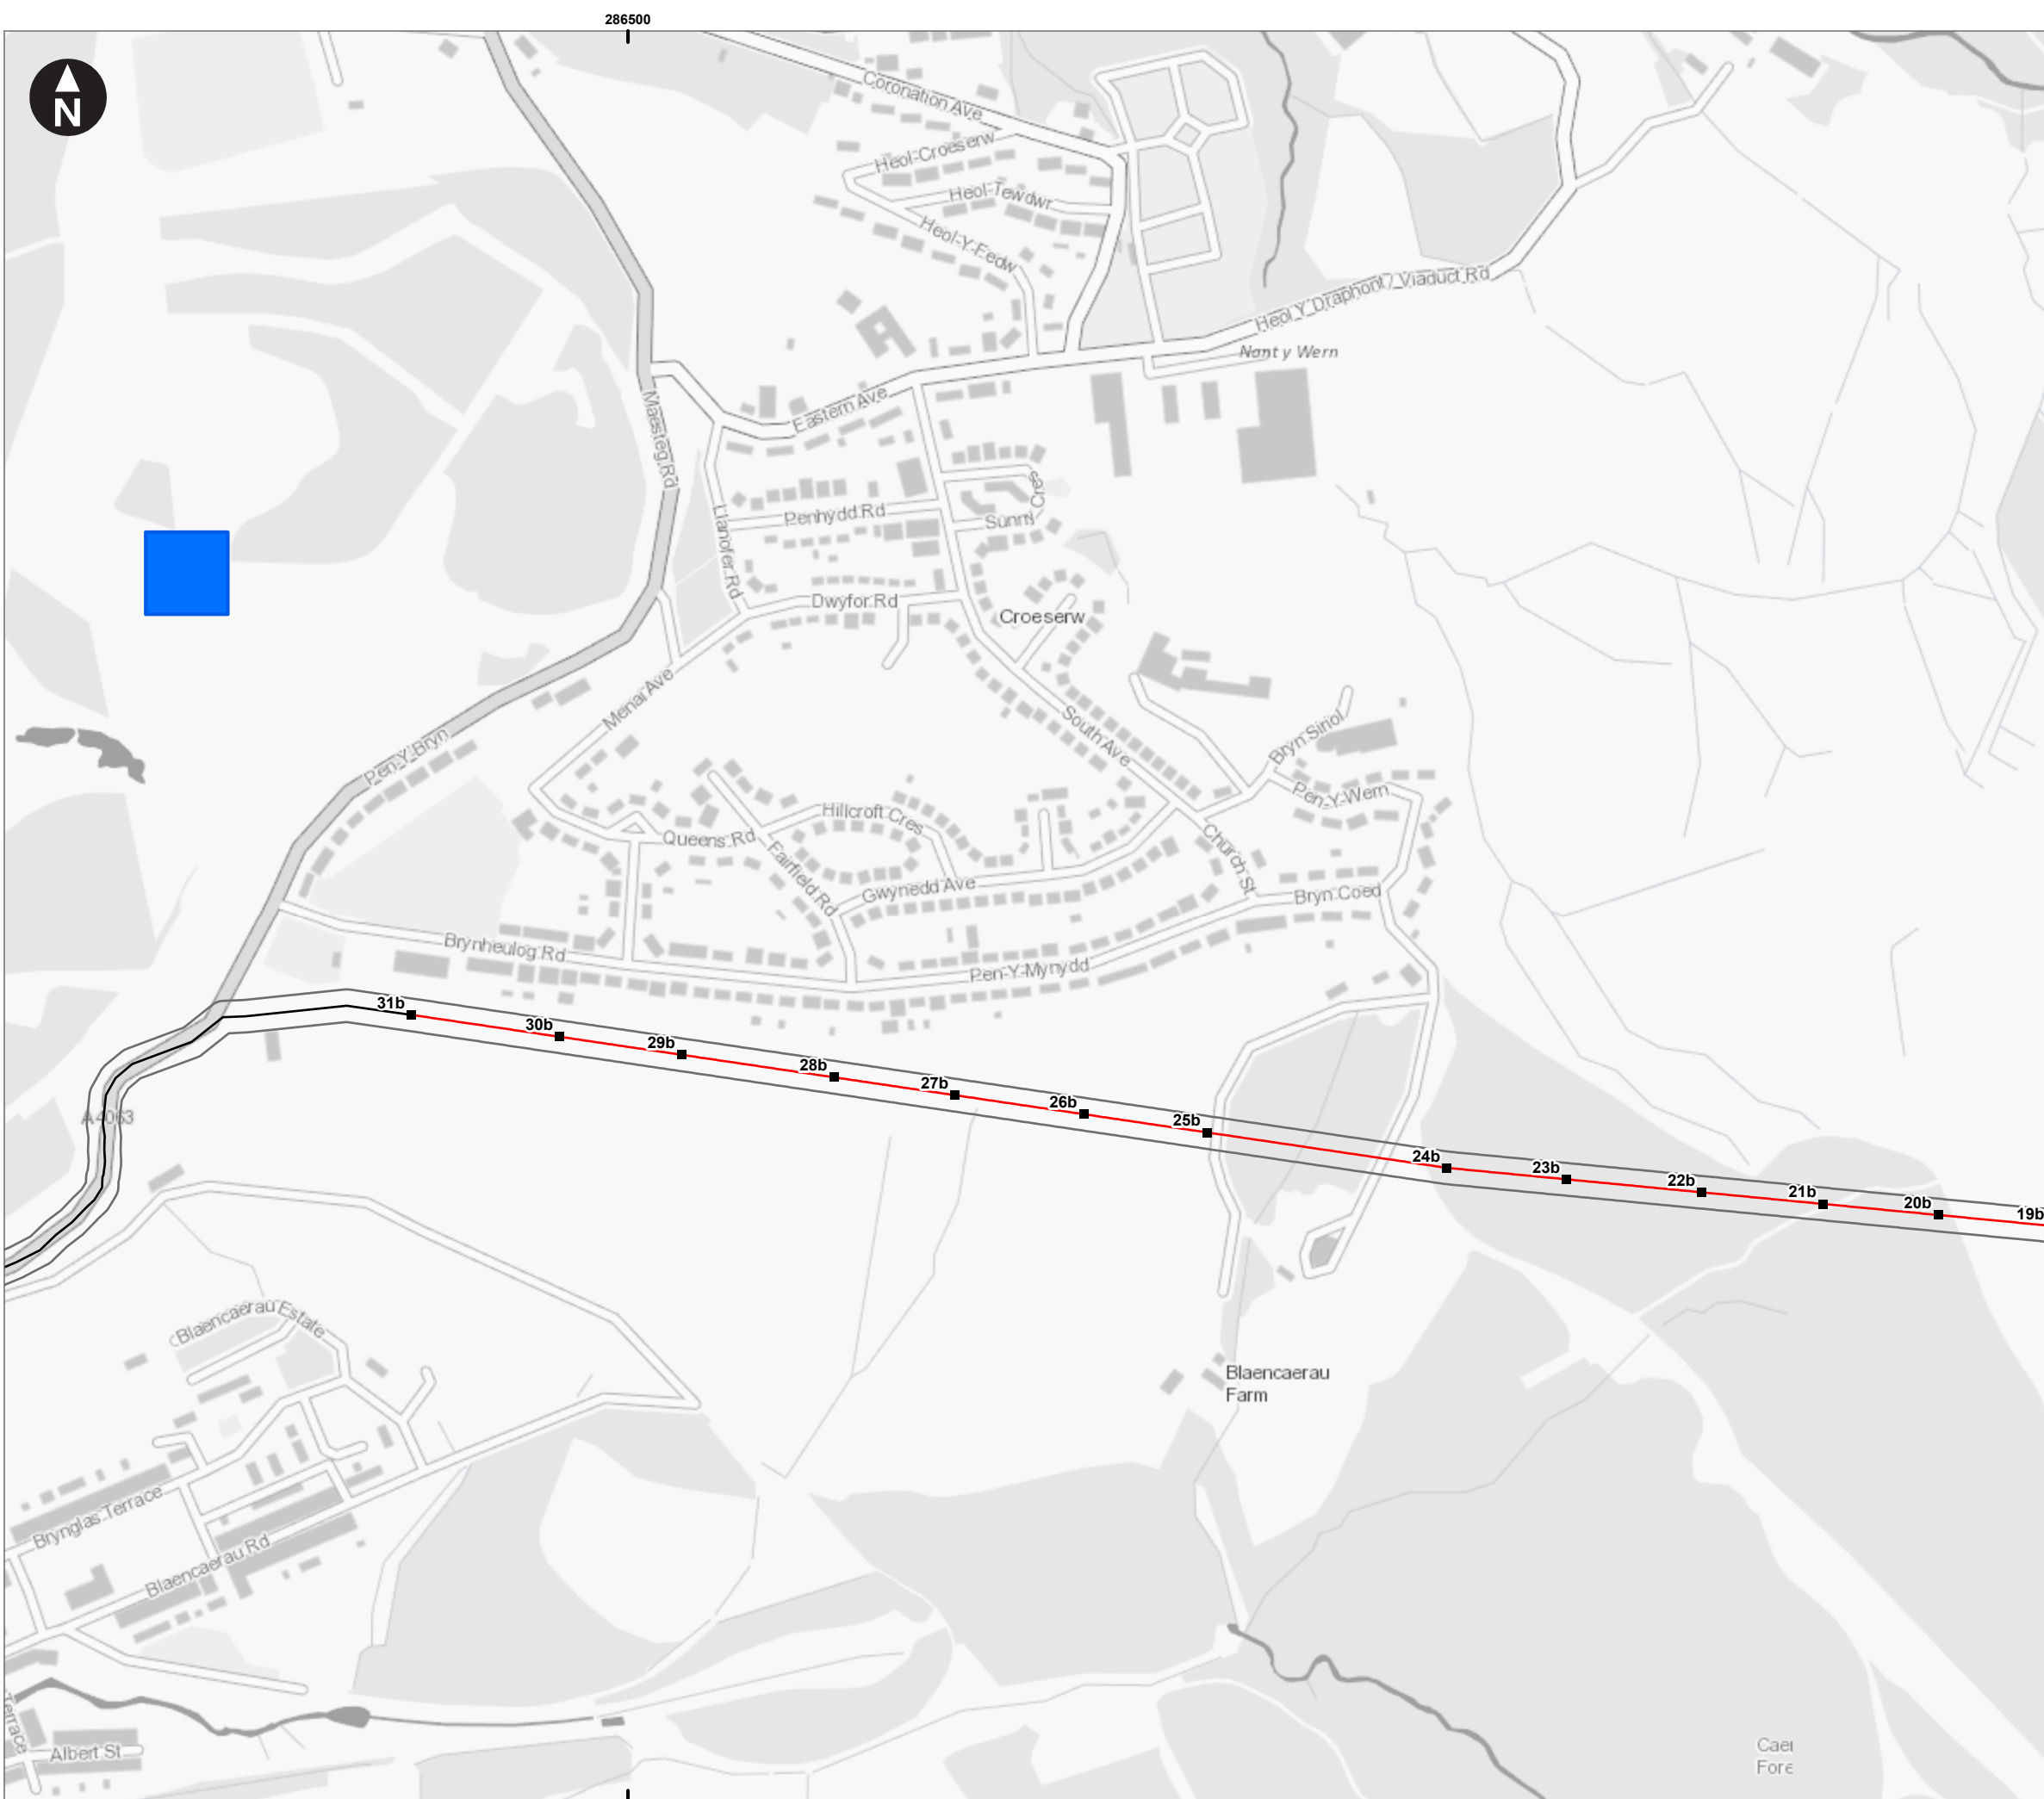 286500
N
Coronation Ave
Heol Croeserw
Heol Tewdwr
Heol Y Fedw
Heol Y Draphont / Viaduct Rd
Nant y Wern
Maesteg Rd
Eastern Ave
Llanofer Rd
Penhydd Rd
Sunny
Cres
Dwyfor Rd
Croeserw
Menai Ave
South Ave
Bryn Siriol
Pen-Y-Bryn
Pen-Y-Wern
Hillcroft Cres
Queens Rd
Fairfield Rd
Church St
Gwynedd Ave
Bryn Coed
Brynheulog Rd
Pen-Y-Mynydd
31b
30b
29b
28b
27b
26b
25b
24b
23b
22b
21b
20b
19b
A4063
Blaencaerau Estate
Blaencaerau
Farm
Brynglas Terrace
Blaencaerau Rd
Terrace
Albert St
Caer
Fore